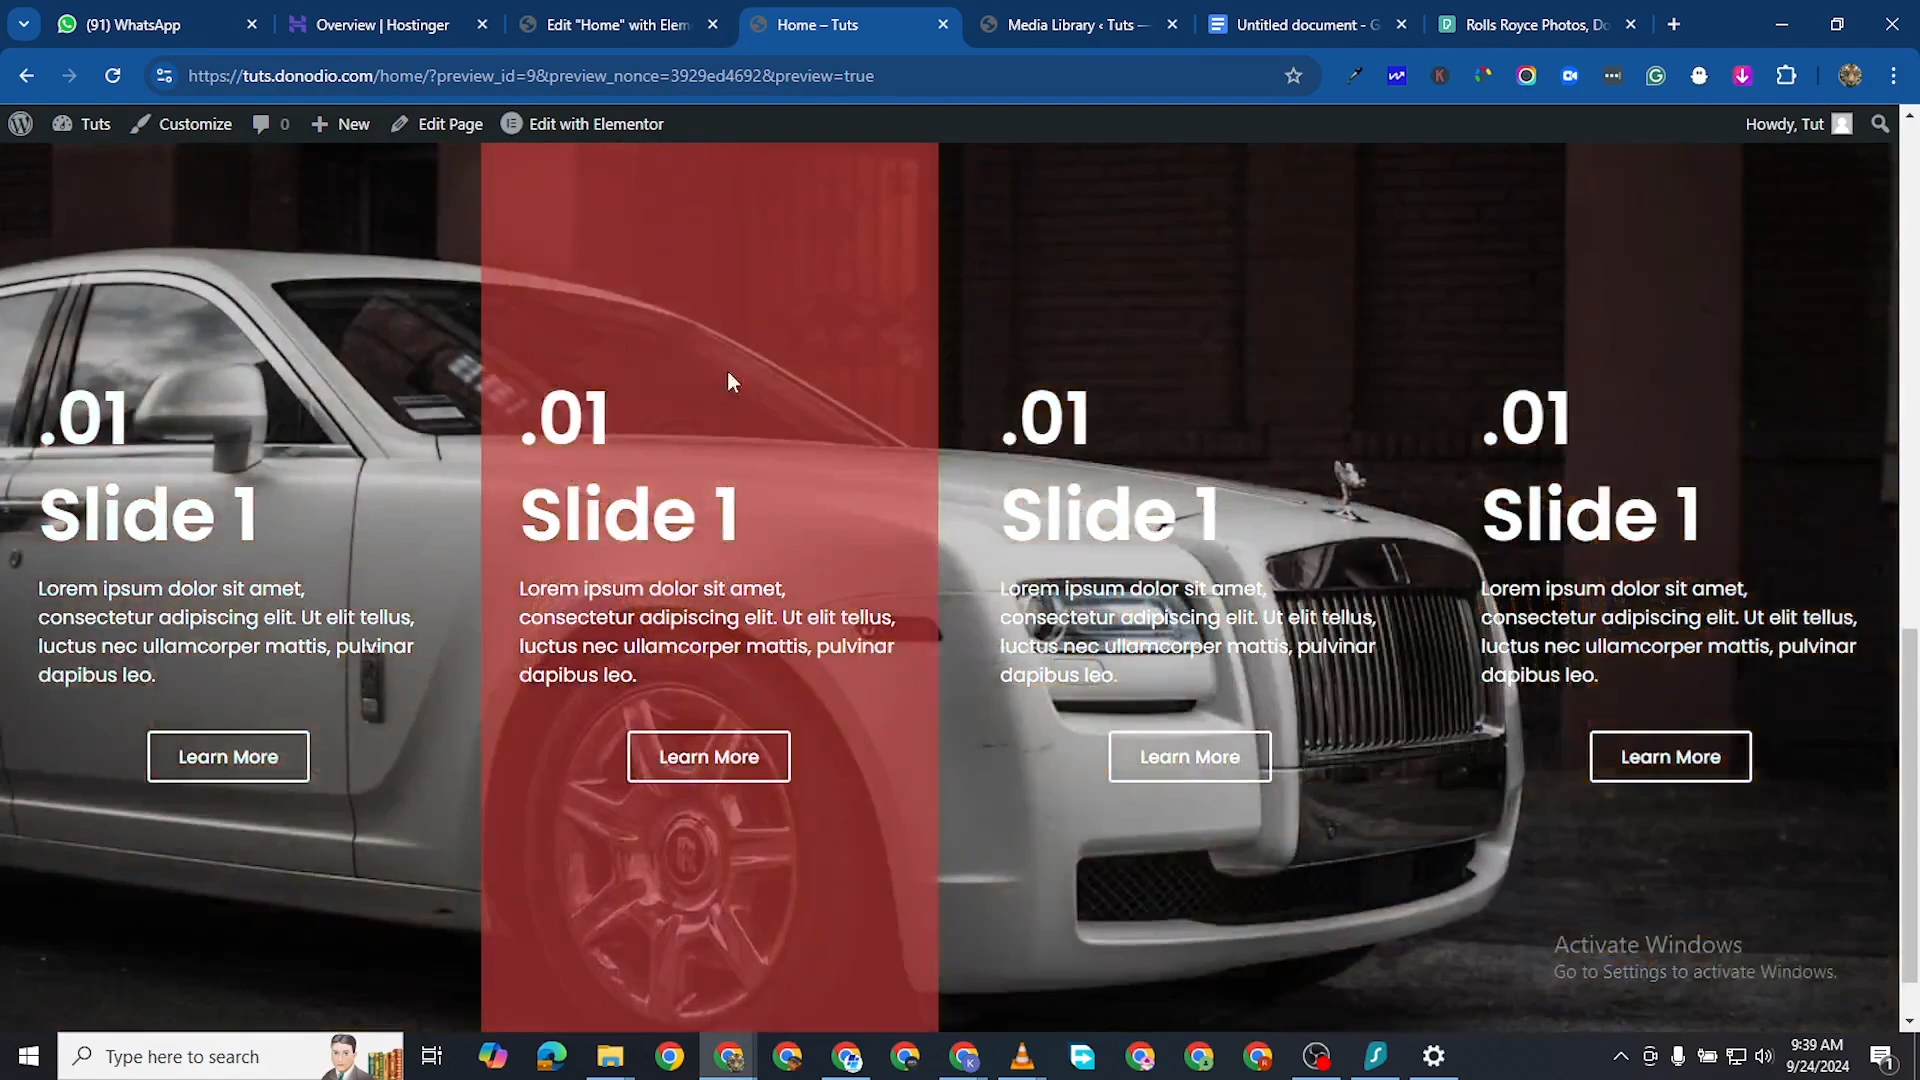 (91) WhatsApp
Overview | Hostinger
Edit "Home" with Elem
Home – Tuts
Media Library ‹ Tuts —
Untitled document - G
Rolls Royce Photos, Do
https://tuts.donodio.com/home/?preview_id=9&preview_nonce=3929ed4692&preview=true
Tuts
Customize
0
New
Edit Page
Edit with Elementor
Howdy, Tut
.01
Slide 1
Lorem ipsum dolor sit amet,
consectetur adipiscing elit. Ut elit tellus,
luctus nec ullamcorper mattis, pulvinar
dapibus leo.
Learn More
.01
Slide 1
Lorem ipsum dolor sit amet,
consectetur adipiscing elit. Ut elit tellus,
luctus nec ullamcorper mattis, pulvinar
dapibus leo.
Learn More
.01
Slide 1
Lorem ipsum dolor sit amet,
consectetur adipiscing elit. Ut elit tellus,
luctus nec ullamcorper mattis, pulvinar
dapibus leo.
Learn More
.01
Slide 1
Lorem ipsum dolor sit amet,
consectetur adipiscing elit. Ut elit tellus,
luctus nec ullamcorper mattis, pulvinar
dapibus leo.
Learn More
Activate Windows
Go to Settings to activate Windows.
Type here to search
9:39 AM
9/24/2024
1